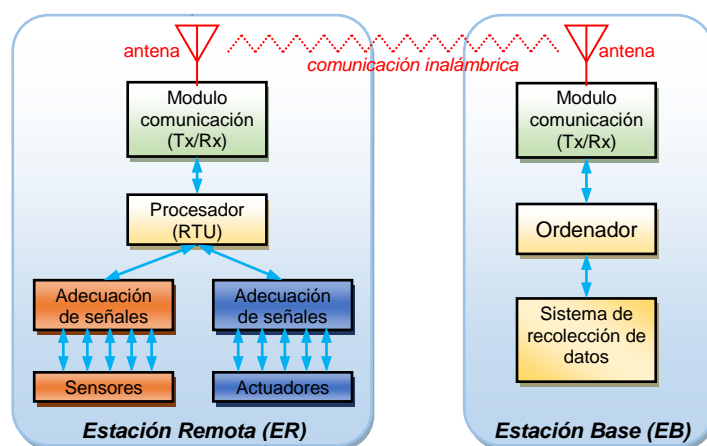 antena
Modulo
comunicación
(Tx/Rx)
Procesador
(RTU)
Adecuación
de señales
Adecuación
de señales
Sensores
Actuadores
Estación Remota (ER)
comunicación inalámbrica
antena
Modulo
comunicación
(Tx/Rx)
Ordenador
Sistema de
recolección de
datos
Estación Base (EB)